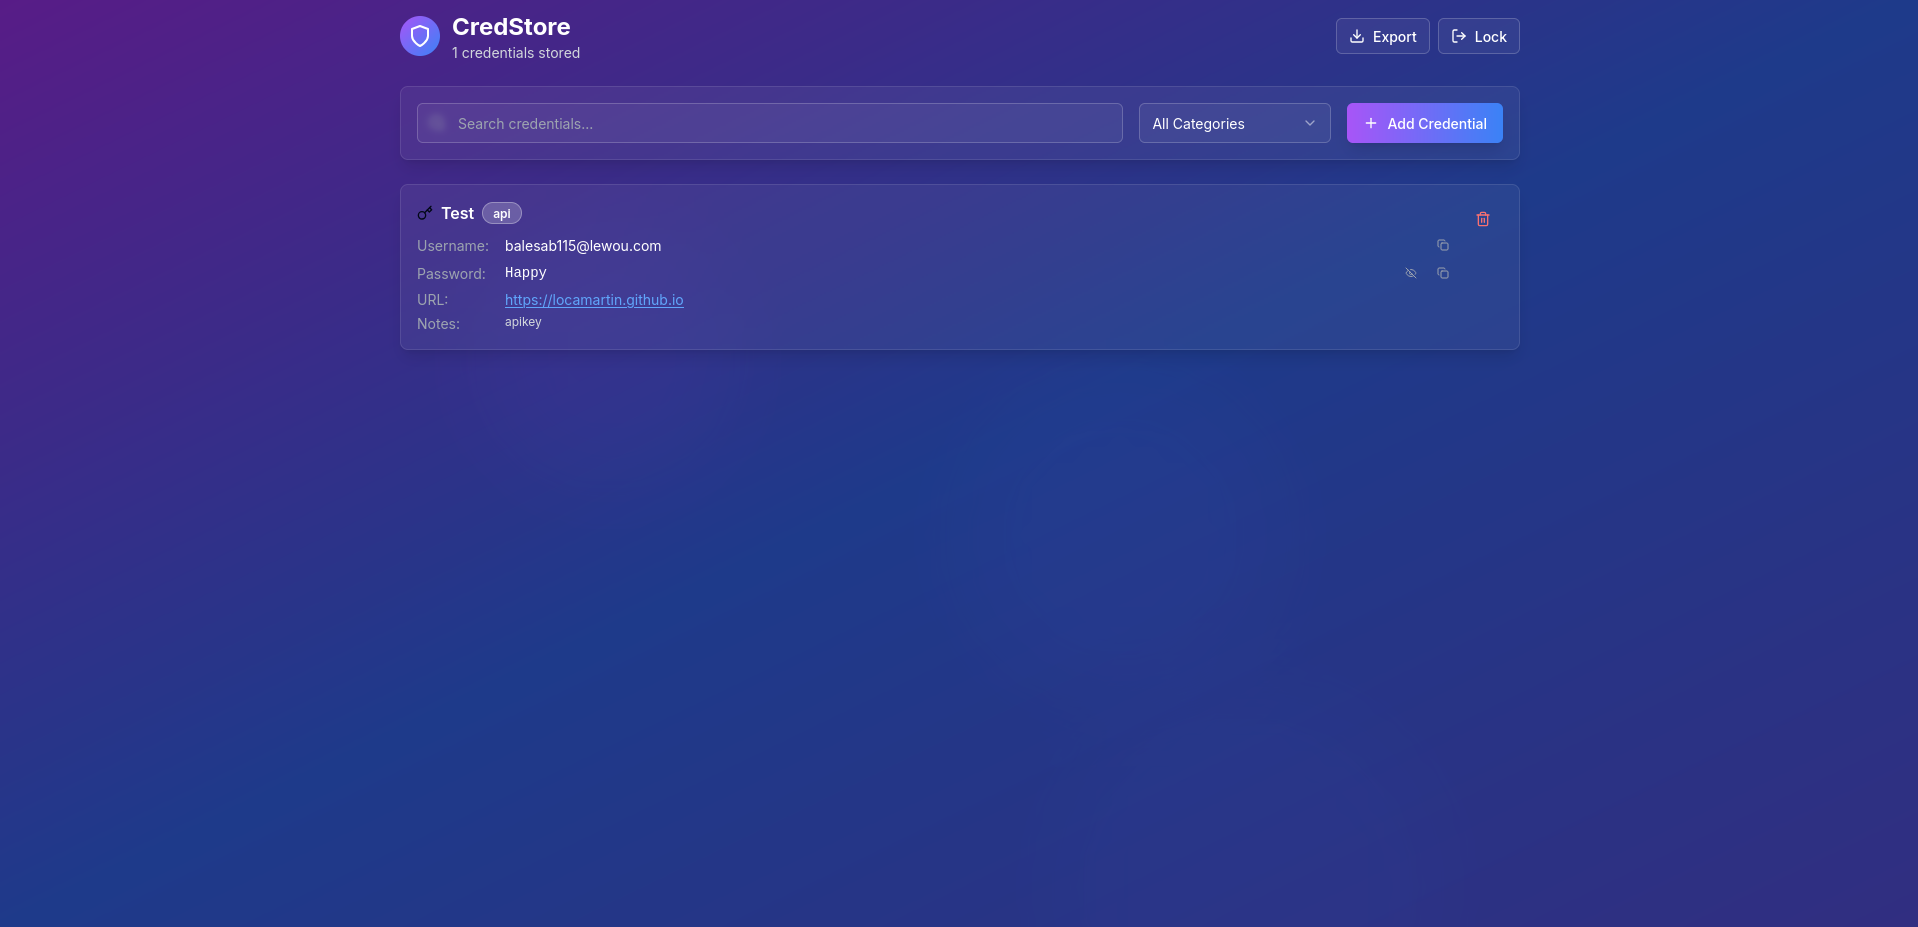 CredStore
1 credentials stored
Export
Lock
Search credentials...
All Categories
Add Credential
Test
api
Username: balesab115@lewou.com
Password: Happy
URL: https://locamartin.github.io
Notes: apikey